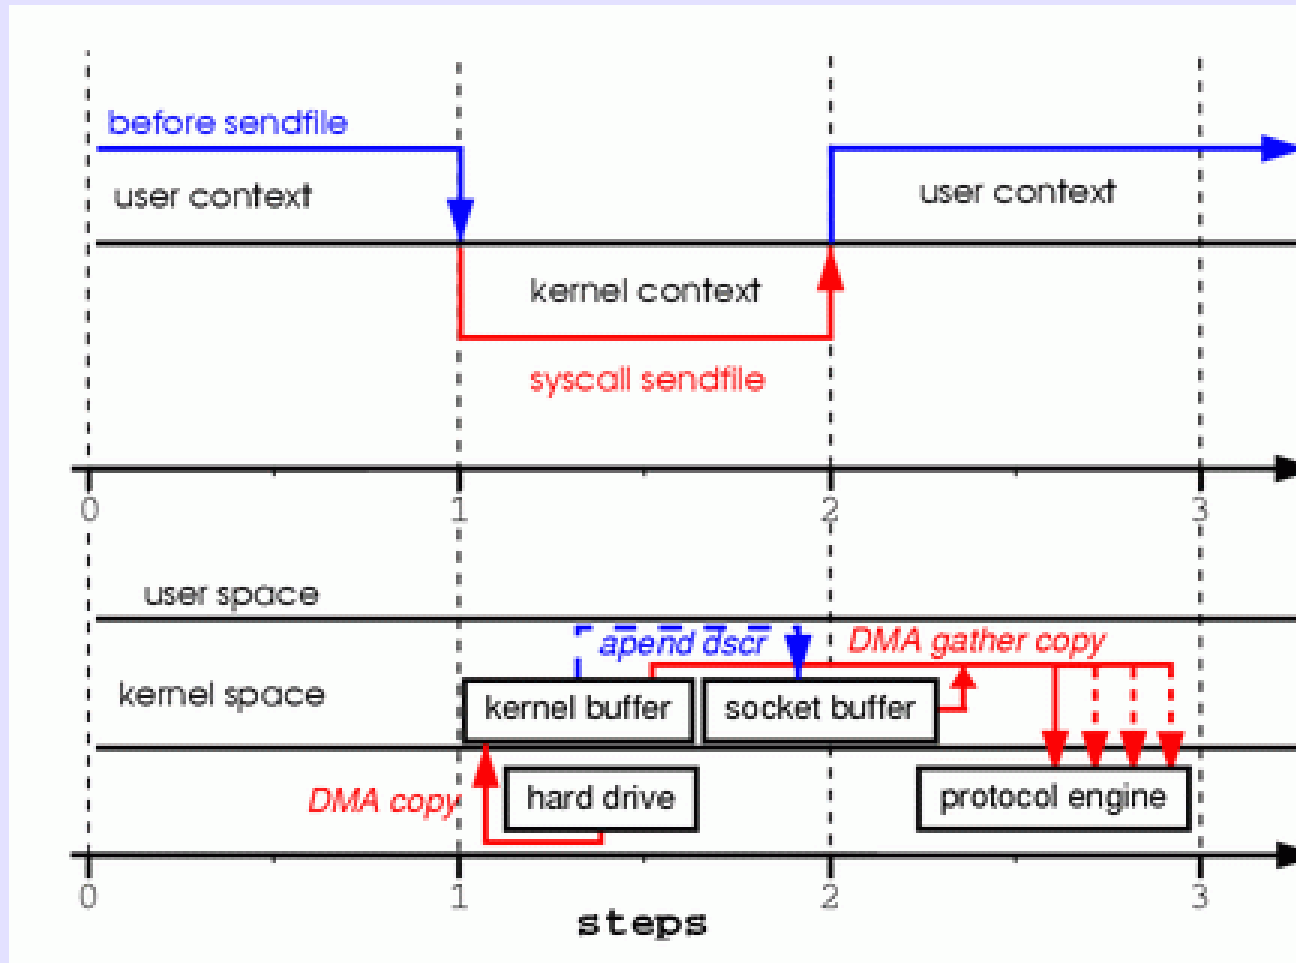 before sendfile
user context
user context
kernel context
syscall sendfile
0 1 2 3
user space
apend dscr
DMA gather copy
kernel space
kernel buffer
socket buffer
DMA copy
hard drive
protocol engine
0 1 2 3
steps